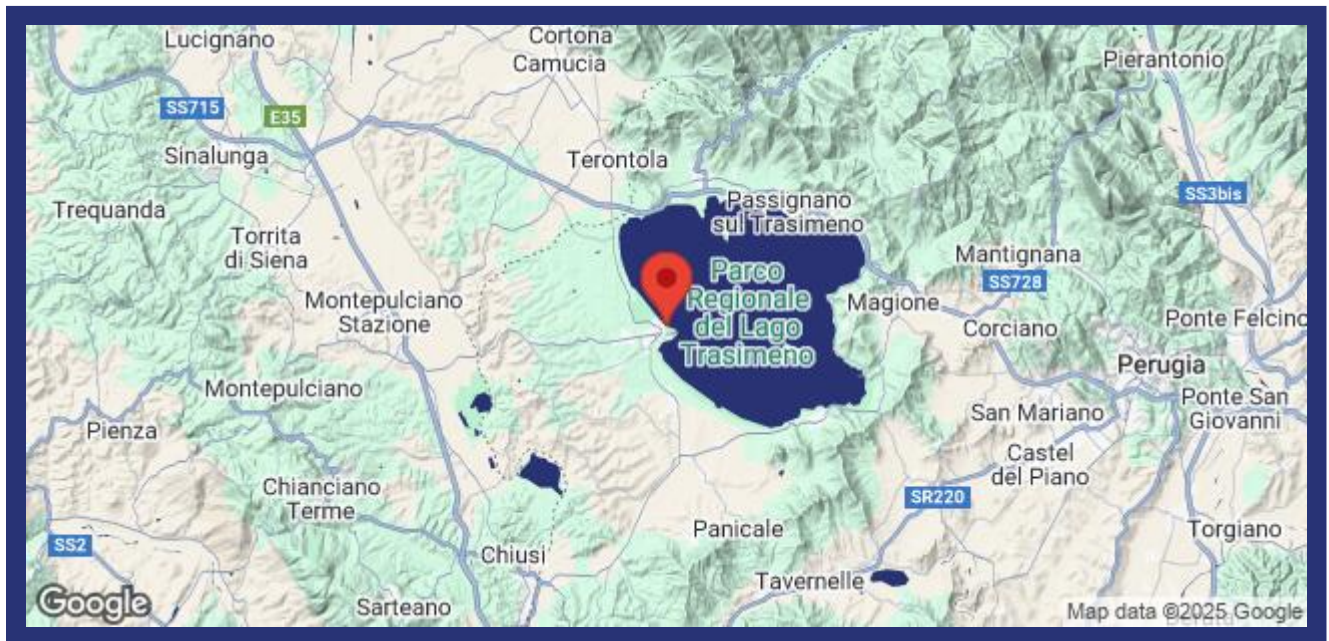 Lucignano
Cortona
Camucia
Pierantonio
SS715
E35
Sinalunga
Terontola
SS3bis
Trequanda
Passignano
sul Trasimeno
Torrita
di Siena
Mantignana
Parco
Regionale
del Lago
Trasimeno
SS728
Montepulciano
Stazione
Magione
Corciano
Ponte Felcino
Perugia
Montepulciano
Ponte San
Giovanni
San Mariano
Pienza
Castel
del Piano
Chianciano
Terme
SR220
Panicale
Torgiano
SS2
Chiusi
Tavernelle
Sarteano
Google
Map data ©2025 Google